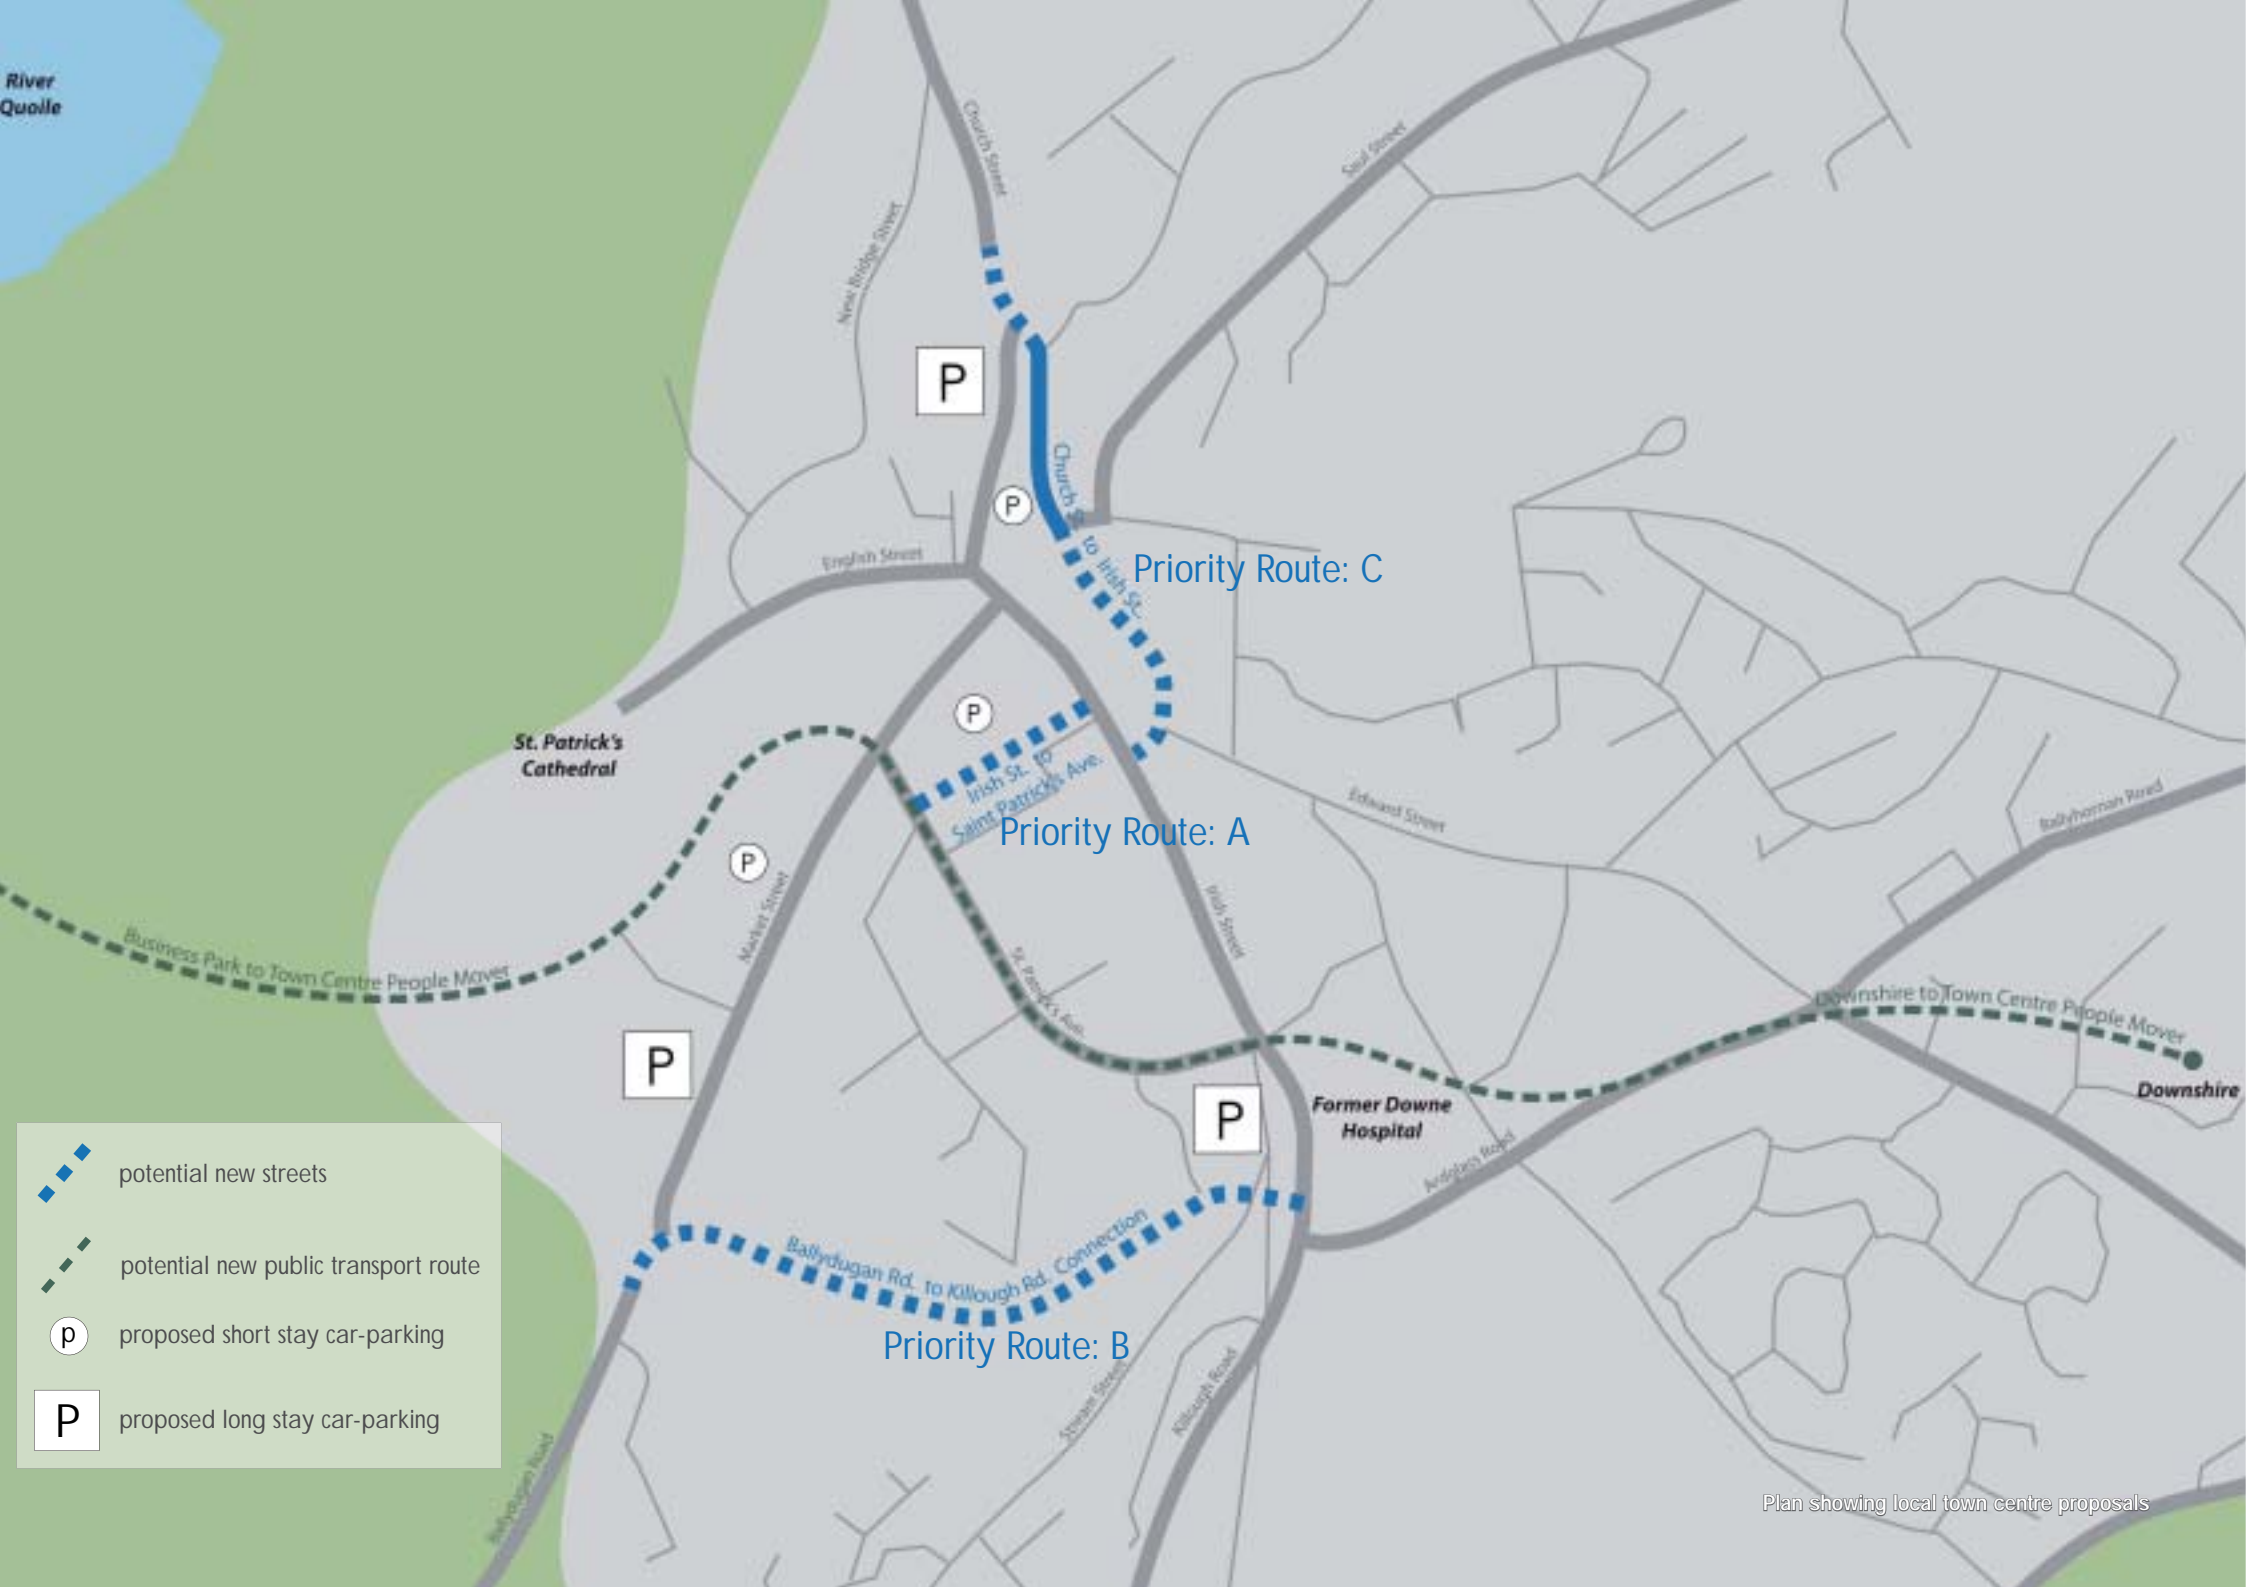 River
Quoile
Church Street
Saul Street
New Bridge Street
P
Church St. to Irish St.
P
Priority Route: C
English Street
P
St. Patrick's
Cathedral
Irish St. to
Saint Patrick's Ave.
Priority Route: A
Edward Street
Ballyhornan Road
P
Market Street
Irish Street
Business Park to Town Centre People Mover
St. Patrick's Ave.
Downshire to Town Centre People Mover
Downshire
P
P
Former Downe
Hospital
Ardglass Road
Ballydugan Rd. to Killough Rd. Connection
Priority Route: B
Stream Street
Killough Road
Ballydugan Road
potential new streets
potential new public transport route
p proposed short stay car-parking
P proposed long stay car-parking
Plan showing local town centre proposals